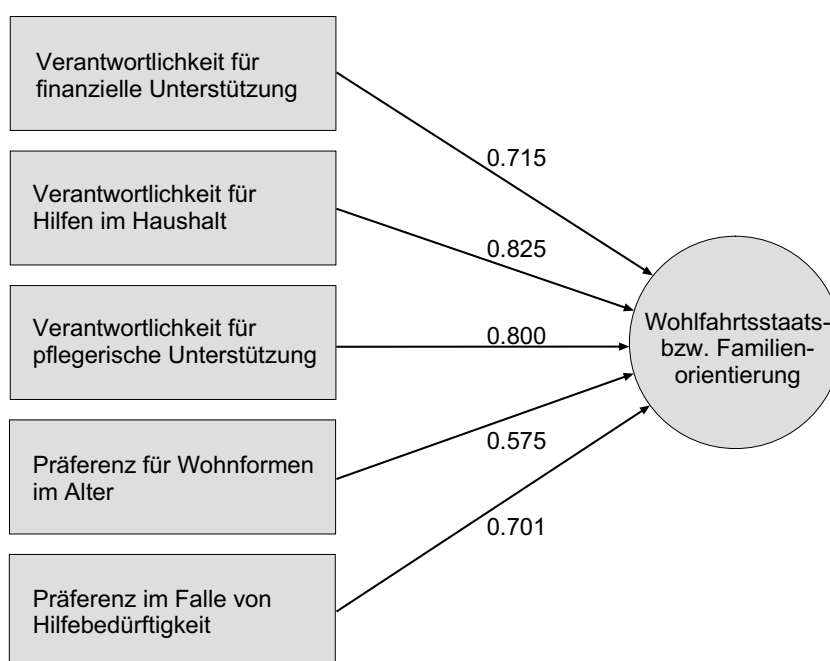 Verantwortlichkeit für
finanzielle Unterstützung
0.715
Verantwortlichkeit für
Hilfen im Haushalt
0.825
Verantwortlichkeit für
pflegerische Unterstützung
0.800
Wohlfahrtsstaats-
bzw. Familien-
orientierung
Präferenz für Wohnformen
im Alter
0.575
0.701
Präferenz im Falle von
Hilfebedürftigkeit